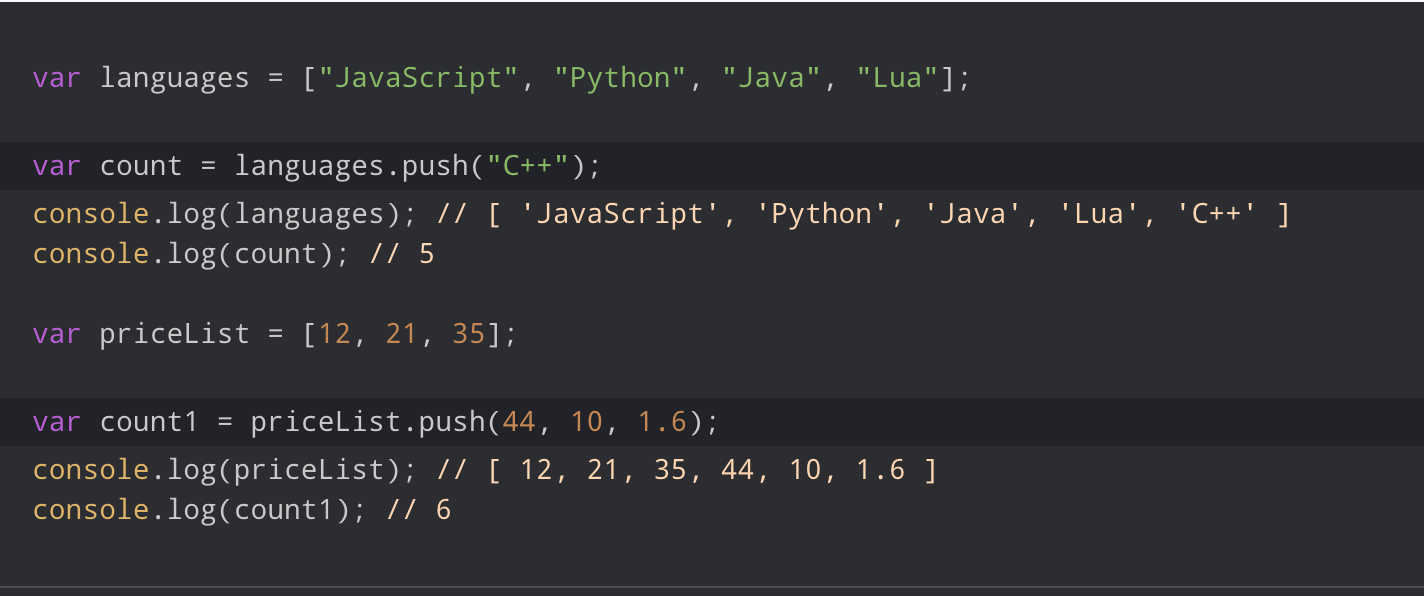 var languages = ["JavaScript", "Python", "Java", "Lua"];
var count = languages.push("C++");
console.log(languages); // [ 'JavaScript', 'Python', 'Java', 'Lua', 'C++' ]
console.log(count); // 5
var priceList = [12, 21, 35];
var count1 = priceList.push(44, 10, 1.6);
console.log(priceList); // [ 12, 21, 35, 44, 10, 1.6 ]
console.log(count1); // 6